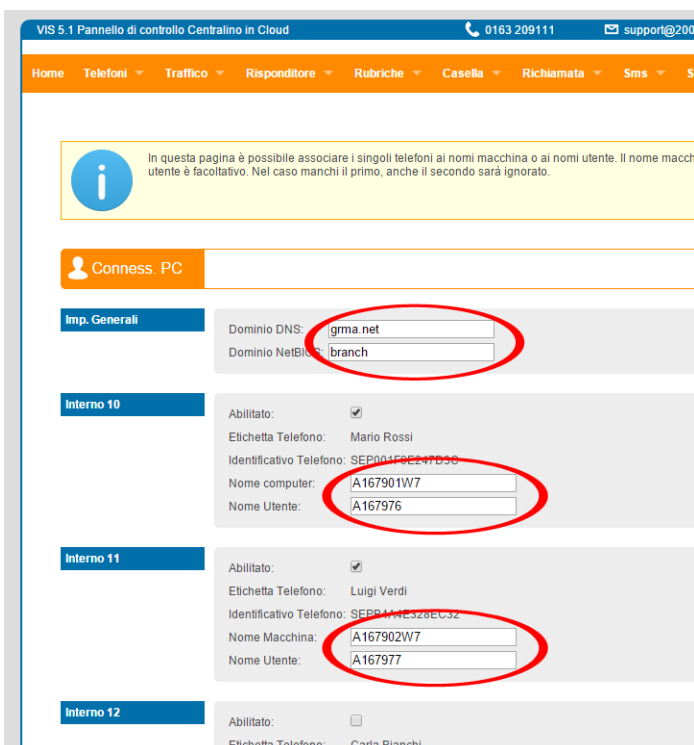 VIS 5.1 Pannello di controllo Centralino in Cloud 0163 209111 support@200
Home Telefoni Traffico Risponditore Rubriche Casella Richiamata Sms S
In questa pagina è possibile associare i singoli telefoni ai nomi macchina o ai nomi utente. Il nome macch
utente è facoltativo. Nel caso manchi il primo, anche il secondo sarà ignorato.
Conness. PC
Imp. Generali
Dominio DNS: grma.net
Dominio NetBIOS: branch
Interno 10
Abilitato:
Etichetta Telefono: Mario Rossi
Identificativo Telefono:
Nome computer: A167901W7
Nome Utente: A167976
Interno 11
Abilitato:
Etichetta Telefono: Luigi Verdi
Identificativo Telefono:
Nome Macchina: A167902W7
Nome Utente: A167977
Interno 12
Abilitato:
Etichetta Telefono: Carla Bianchi